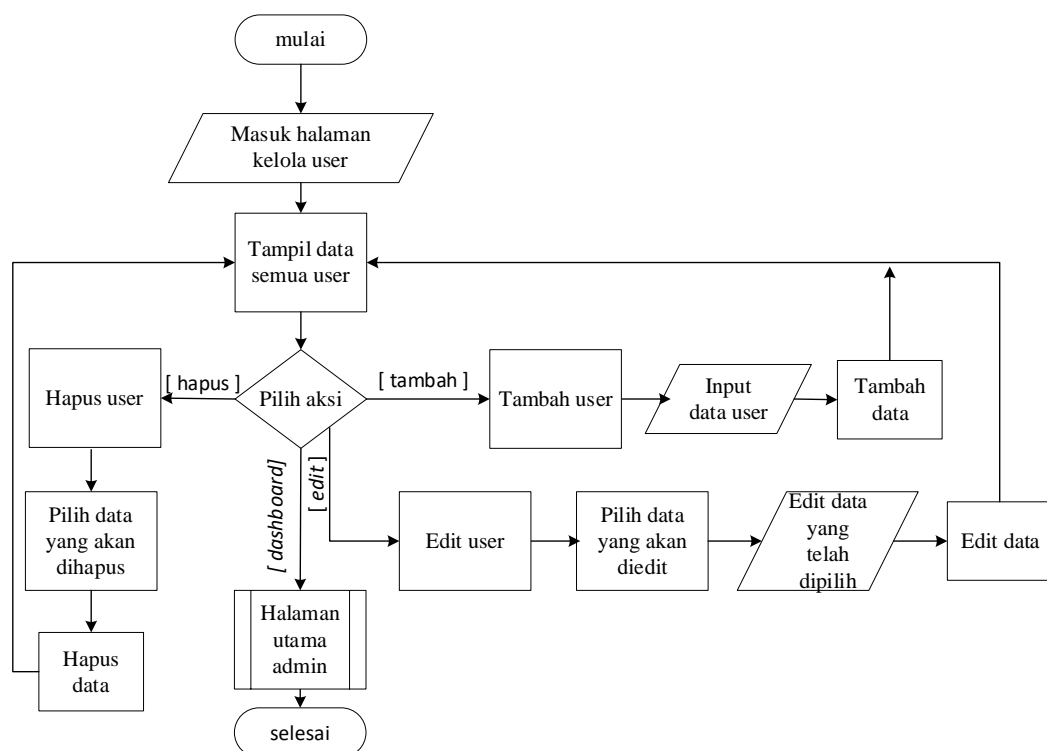 mulai
Masuk halaman
kelola user
Tampil data
semua user
[ hapus ]
[ tambah ]
Hapus user
Pilih aksi
Tambah user
Input
data user
Tambah
data
[ dashboard]
[ edit ]
Pilih data
yang akan
dihapus
Edit user
Pilih data
yang akan
diedit
Edit data
yang
telah
dipilih
Edit data
Halaman
utama
admin
Hapus
data
selesai